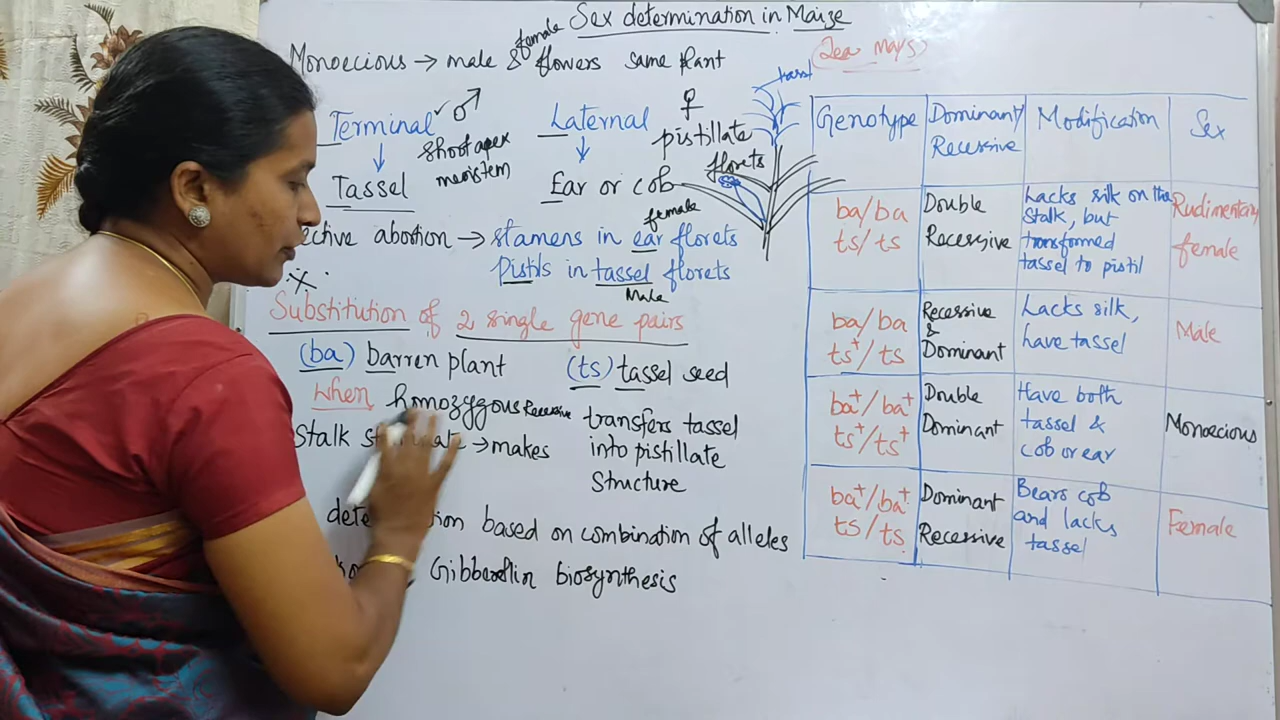 Sex determination in Maize
(Zea mays)
Monoecious → male & female flowers same plant
Terminal ✓ ♂
shoot apex
meristem
Tassel
Laternal
♀
pistillate
florets
Ear or cob
tassl
ective abortion → stamens in ear florets
female
Pistils in tassel florets
Male
Substitution of 2 single gene pairs
(ba) barren plant
(ts) tassel seed
When homozygous Recessive
Stalk → makes
transfers tassel
into pistillate
structure
based on combination of alleles
Gibberellin biosynthesis
Genotype Dominant/ Recessive Modification Sex
ba/ba
ts/ts
Double
Recessive
Lacks silk on the
stalk, but
transformed
tassel to pistil
Rudimentary
female
ba/ba
ts+/ts
Recessive
&
Dominant
Lacks silk,
have tassel
Male
ba+/ba+
ts+/ts+
Double
Dominant
Have both
tassel &
cob or ear
Monoecious
ba+/ba+
ts/ts
Dominant
Recessive
Bears cob
and lacks
tassel
Female